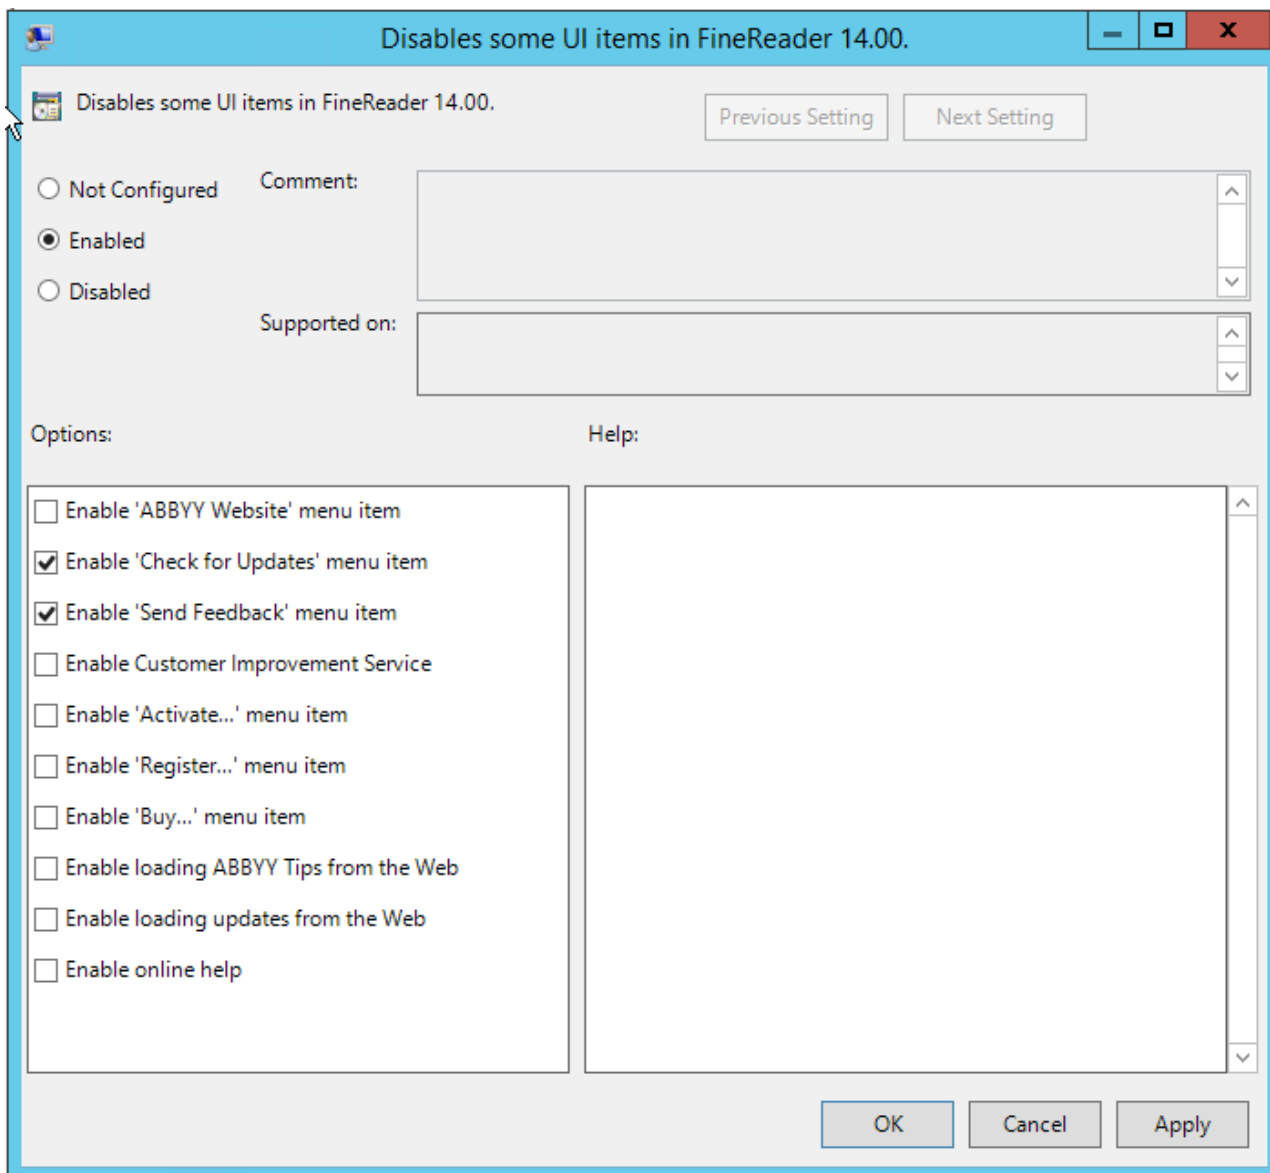 Disables some UI items in FineReader 14.00.
Disables some UI items in FineReader 14.00.
Previous Setting
Next Setting
Not Configured
Comment:
Enabled
Disabled
Supported on:
Options:
Help:
Enable 'ABBYY Website' menu item
Enable 'Check for Updates' menu item
Enable 'Send Feedback' menu item
Enable Customer Improvement Service
Enable 'Activate...' menu item
Enable 'Register...' menu item
Enable 'Buy...' menu item
Enable loading ABBYY Tips from the Web
Enable loading updates from the Web
Enable online help
OK
Cancel
Apply